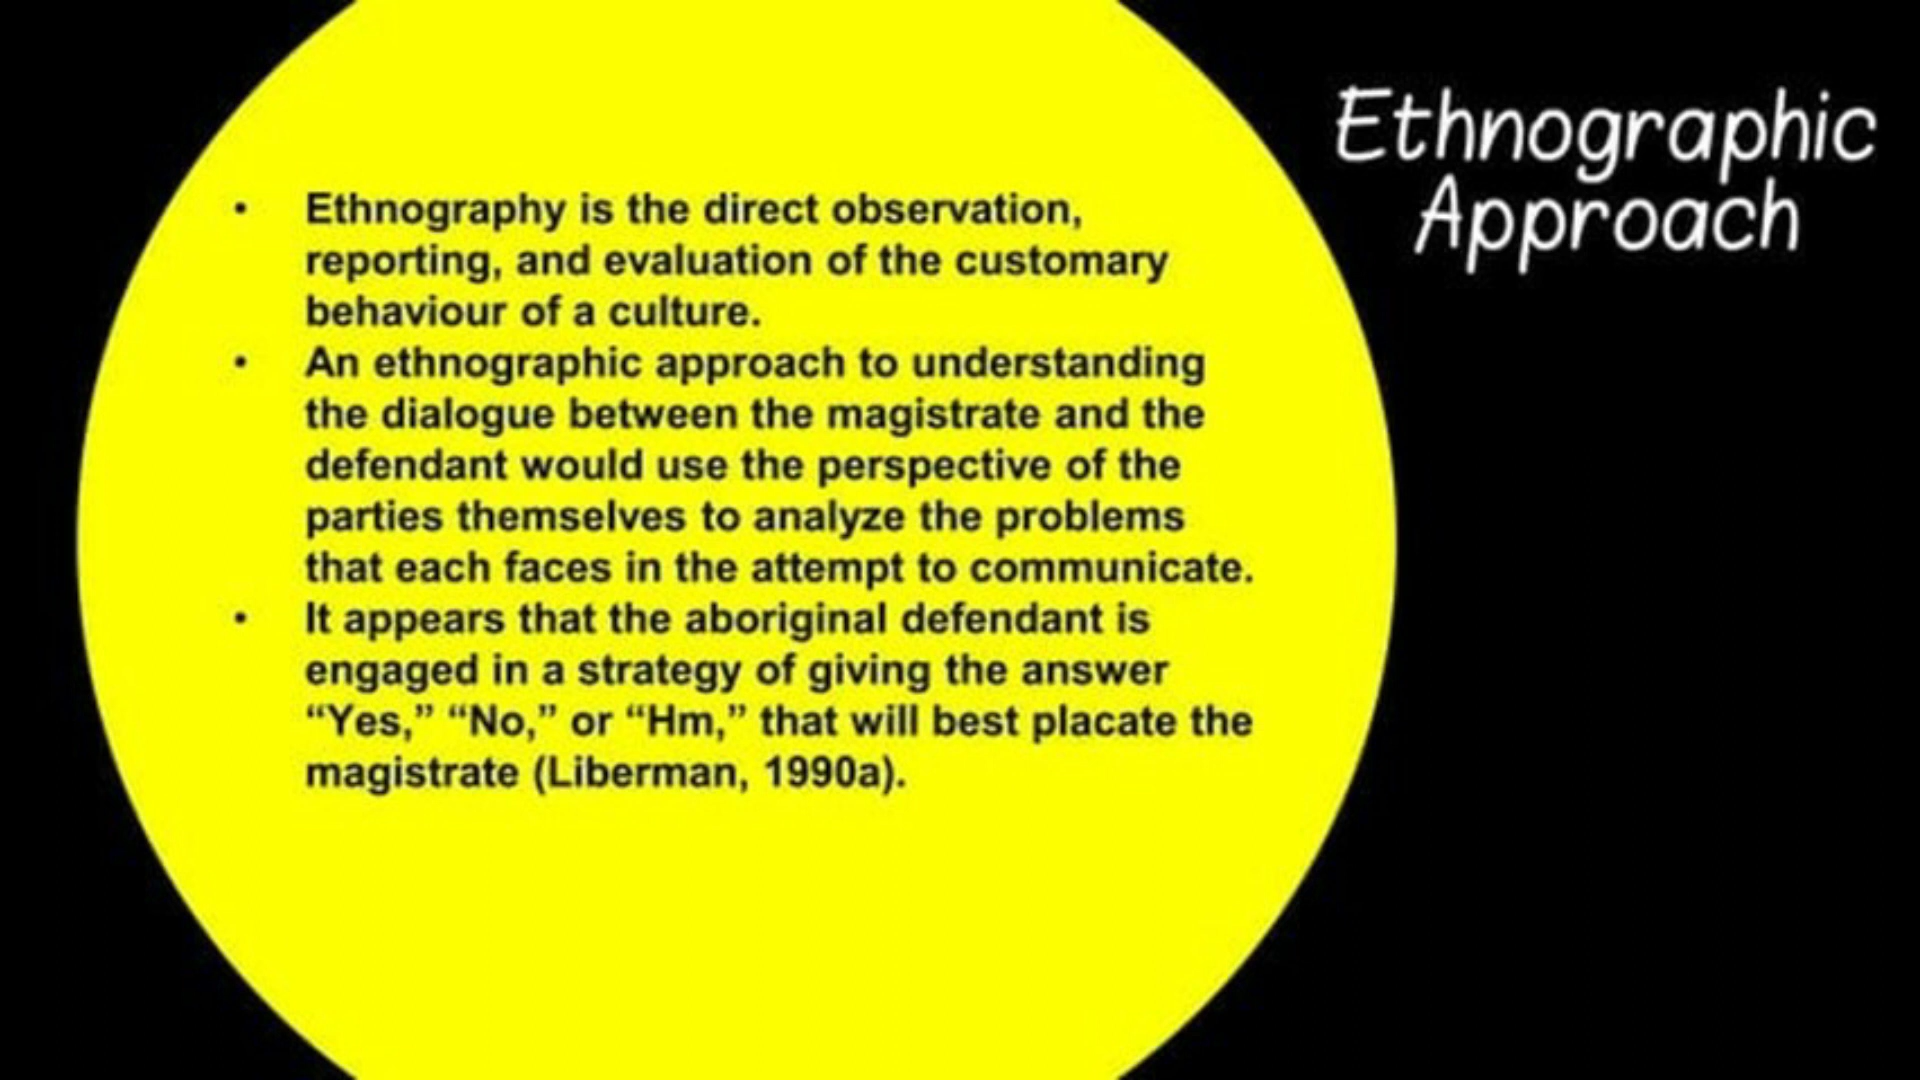 Ethnographic
Approach
• Ethnography is the direct observation,
reporting, and evaluation of the customary
behaviour of a culture.
• An ethnographic approach to understanding
the dialogue between the magistrate and the
defendant would use the perspective of the
parties themselves to analyze the problems
that each faces in the attempt to communicate.
• It appears that the aboriginal defendant is
engaged in a strategy of giving the answer
“Yes,” “No,” or “Hm,” that will best placate the
magistrate (Liberman, 1990a).